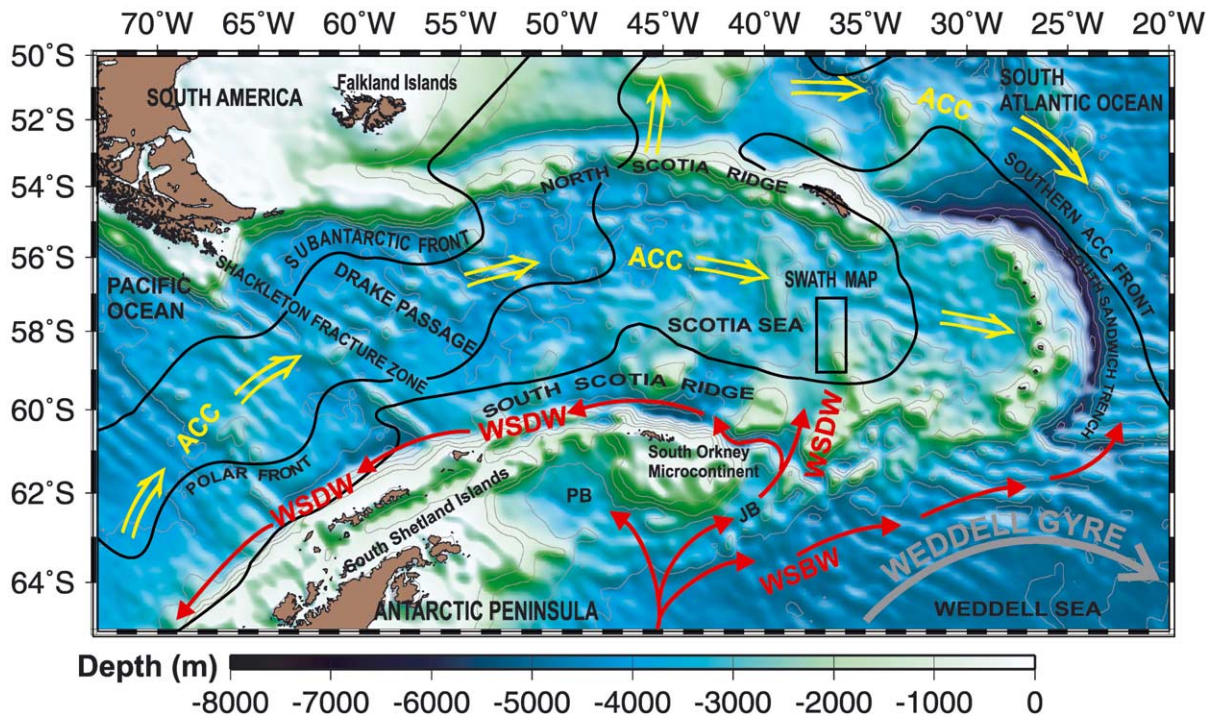 70°W 65°W 60°W 55°W 50°W 45°W 40°W 35°W 30°W 25°W 20°W
50°S
52°S
54°S
56°S
58°S
60°S
62°S
64°S
SOUTH AMERICA
Falkland Islands
SOUTH
ATLANTIC OCEAN
ACC
NORTH SCOTIA RIDGE
SOUTHERN ACC FRONT
SUBANTARCTIC FRONT
SHACKLETON FRACTURE ZONE
DRAKE PASSAGE
PACIFIC
OCEAN
ACC
SWATH MAP
SCOTIA SEA
SOUTH SANDWICH TRENCH
ACC
POLAR FRONT
SOUTH SCOTIA RIDGE
WSDW
WSDW
WSDW
South Orkney
Microcontinent
PB
JB
South Shetland Islands
WSBW
WEDDELL GYRE
ANTARCTIC PENINSULA
WEDDELL SEA
Depth (m)
-8000 -7000 -6000 -5000 -4000 -3000 -2000 -1000 0